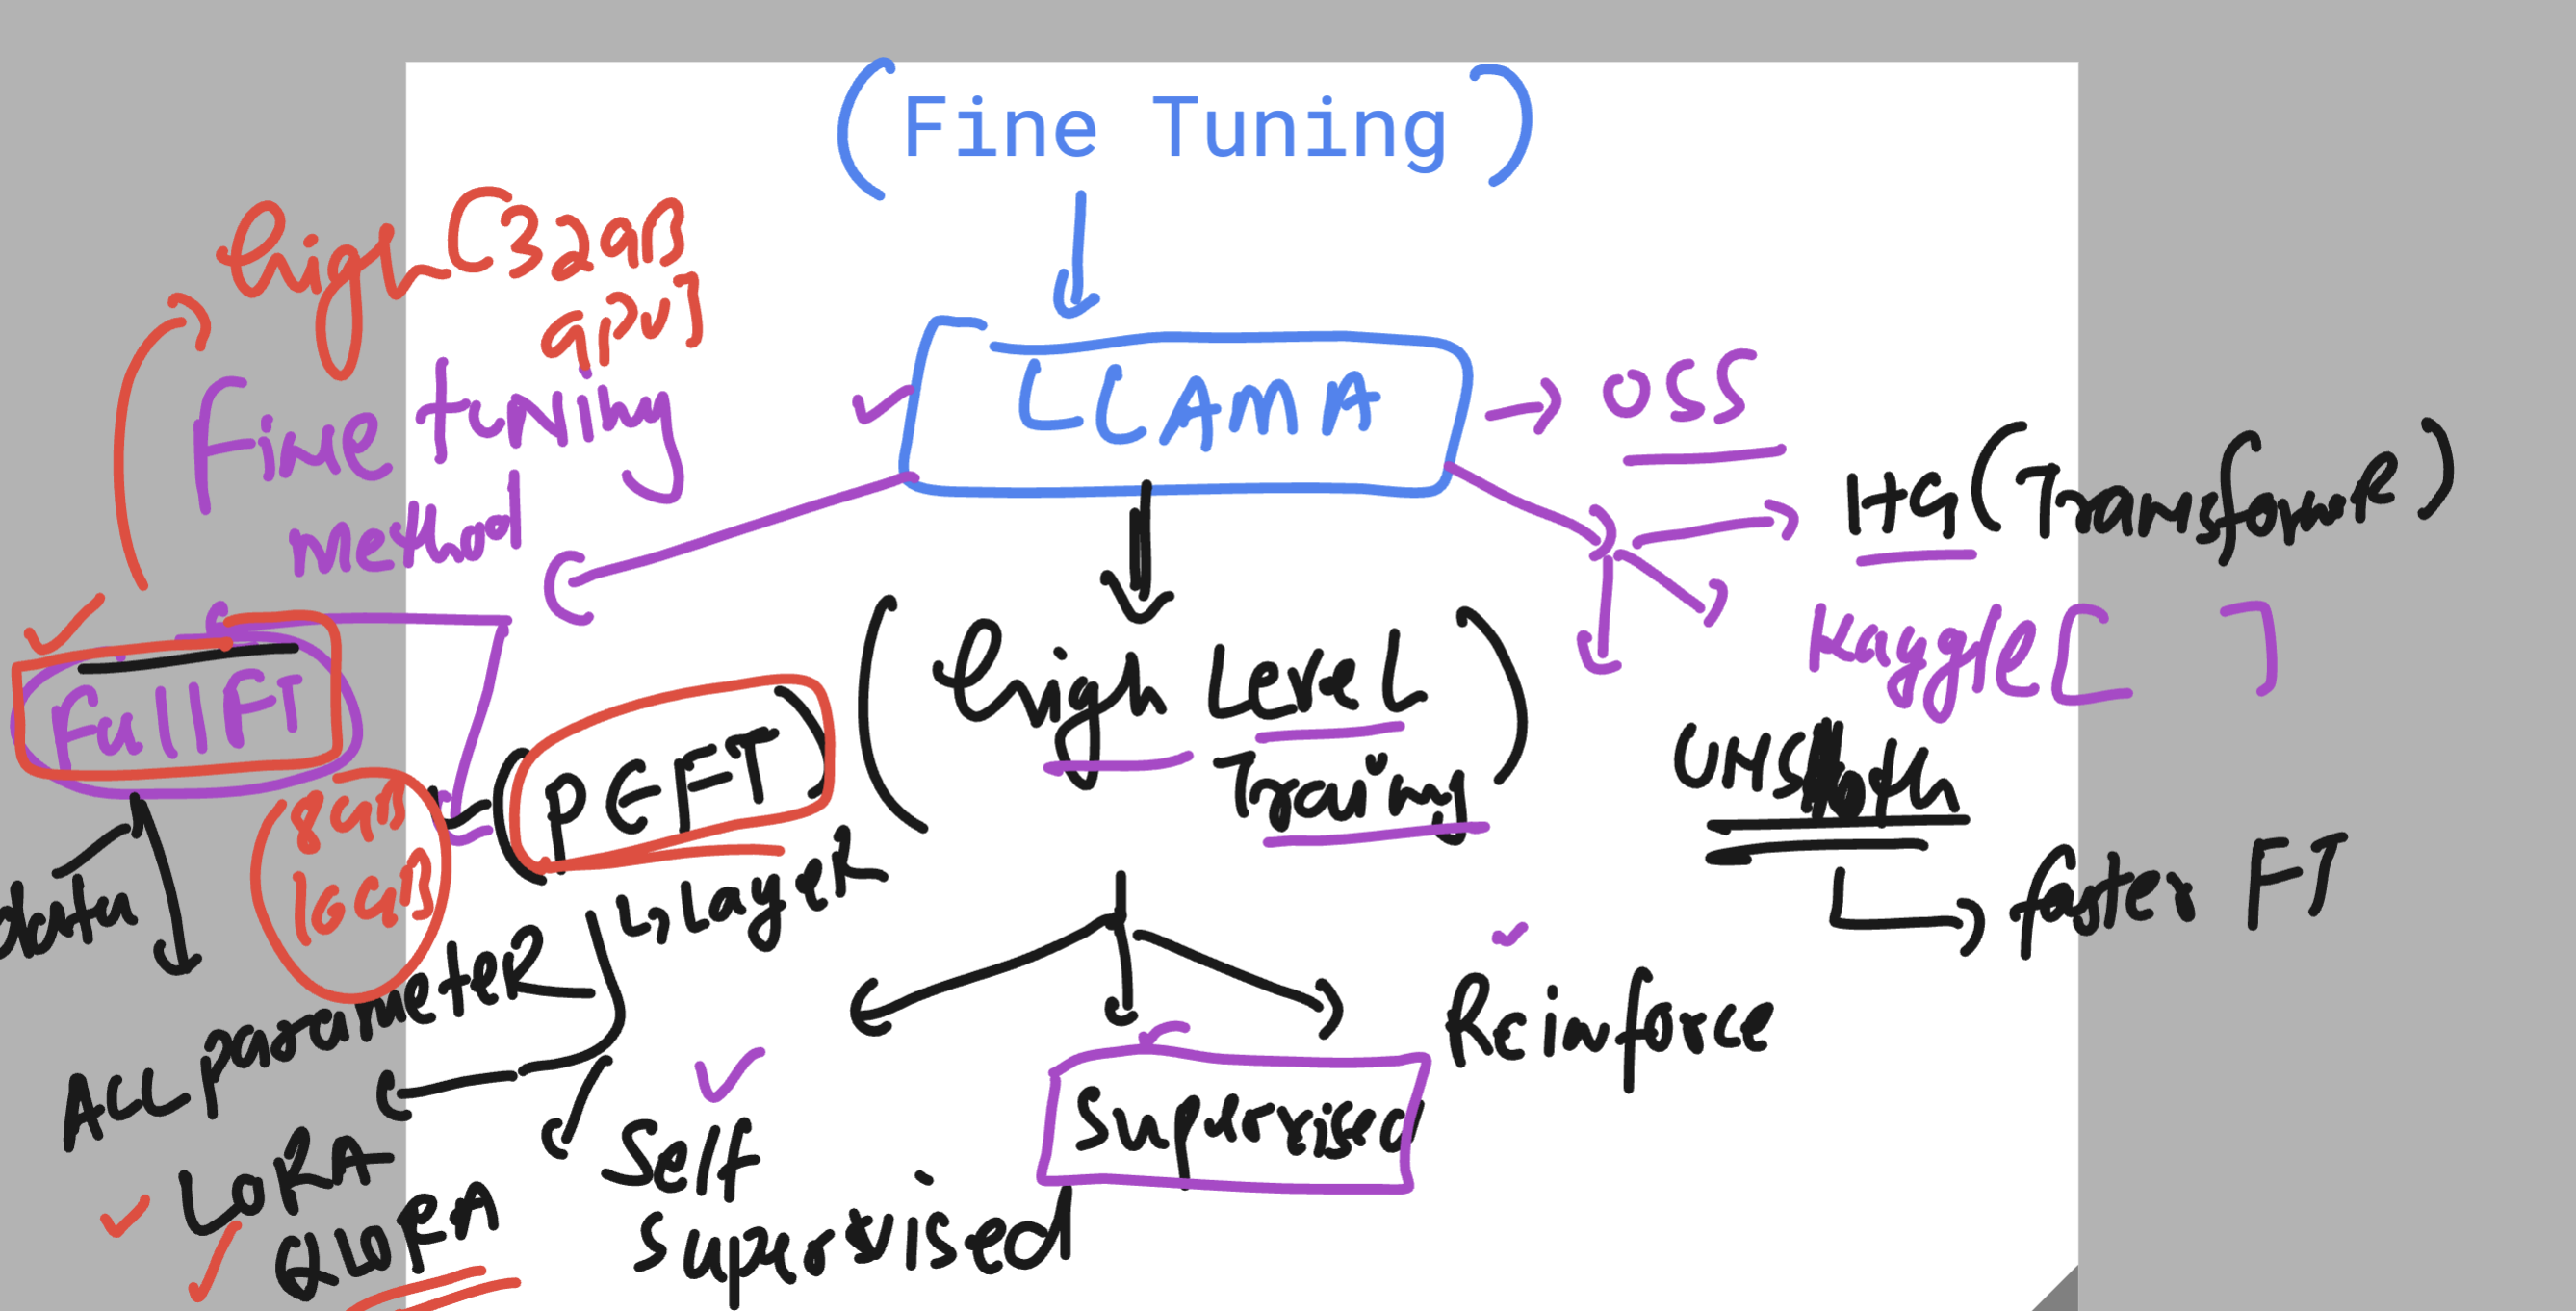 (Fine Tuning)
high [32GB
GPU]
LLAMA
→ OSS
Fine tuning
method
HG (Transformer)
Kaggle [ ]
Full FT
(PEFT)
(High Level
Training)
UNSloth
faster FT
8GB
16GB
data
↳ Layer
ALL parameter
Reinforce
Supervised
LoRA
QLORA
Self
Supervised